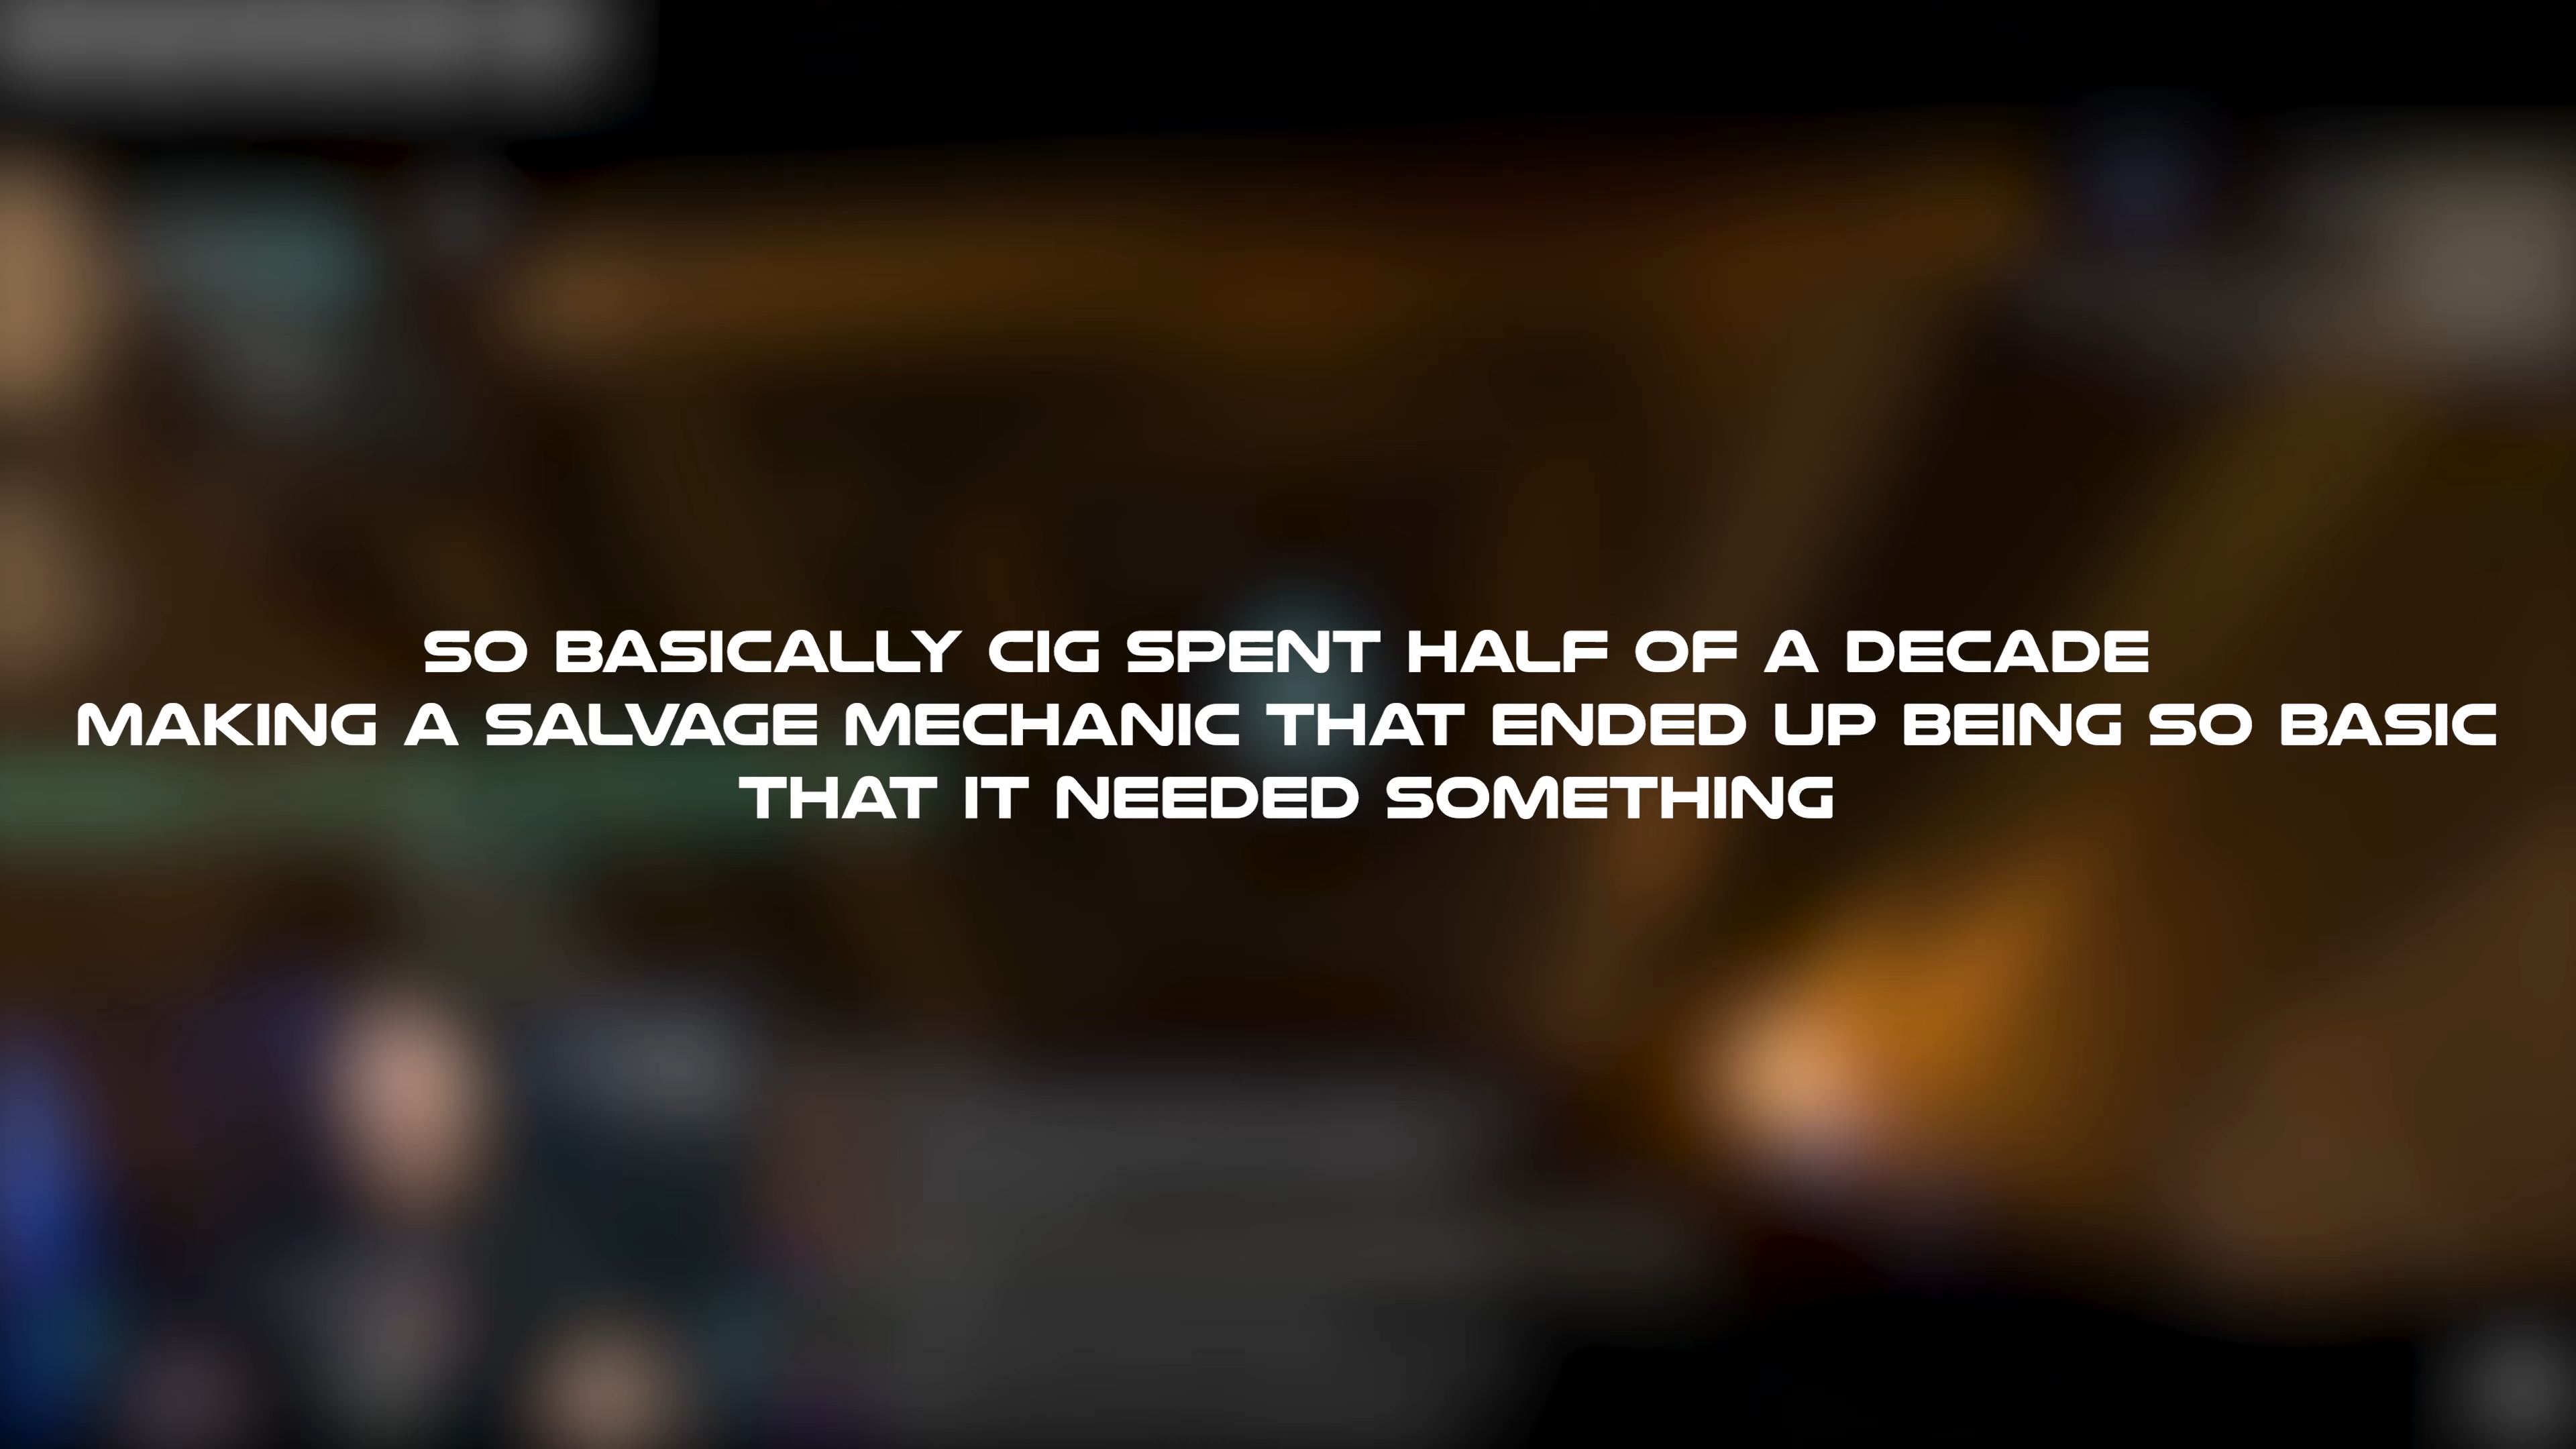 SO BASICALLY CIG SPENT HALF OF A DECADE
MAKING A SALVAGE MECHANIC THAT ENDED UP BEING SO BASIC
THAT IT NEEDED SOMETHING